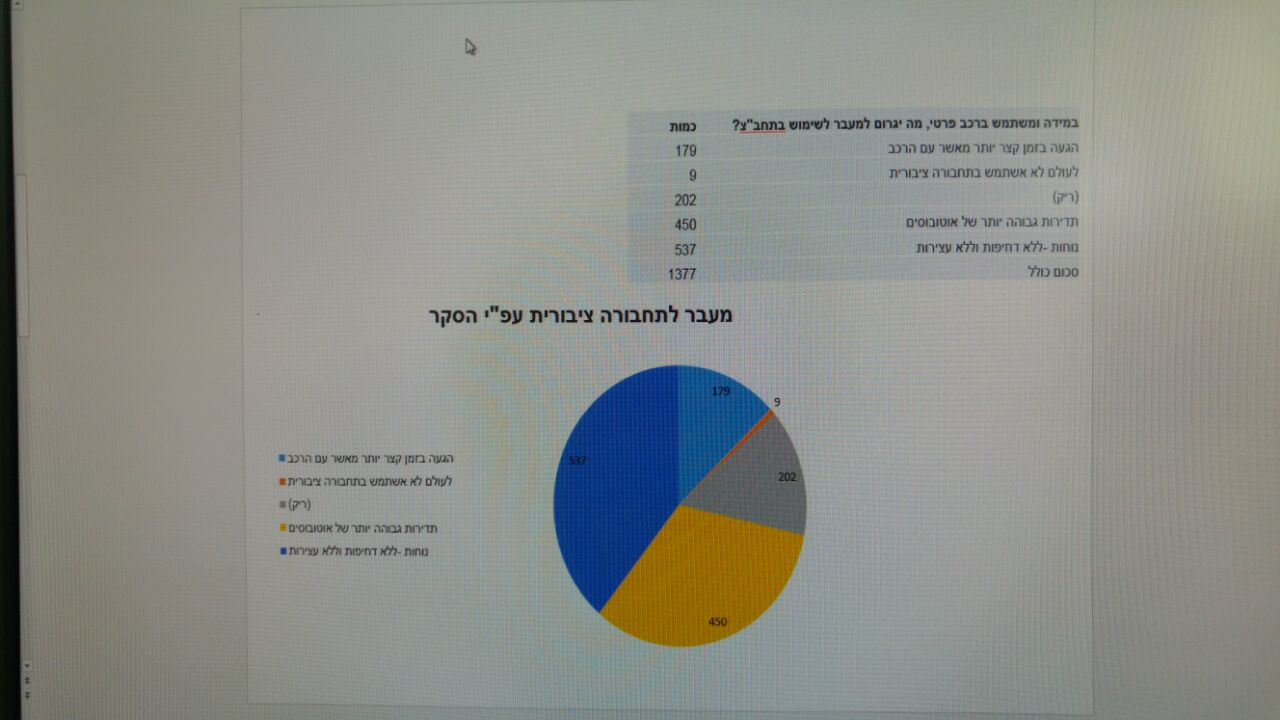 במידה ומשתמש ברכב פרטי, מה יגרום למעבר לשימוש בתחב"צ? כמות
הגעה בזמן קצר יותר מאשר עם הרכב 179
לעולם לא אשתמש בתחבורה ציבורית 9
(ריק) 202
תדירות גבוהה יותר של אוטובוסים 450
נוחות -ללא דחיפות וללא עצירות 537
סכום כולל 1377
מעבר לתחבורה ציבורית עפ"י הסקר
179
9
202
450
537
הגעה בזמן קצר יותר מאשר עם הרכב
לעולם לא אשתמש בתחבורה ציבורית
(ריק)
תדירות גבוהה יותר של אוטובוסים
נוחות -ללא דחיפות וללא עצירות